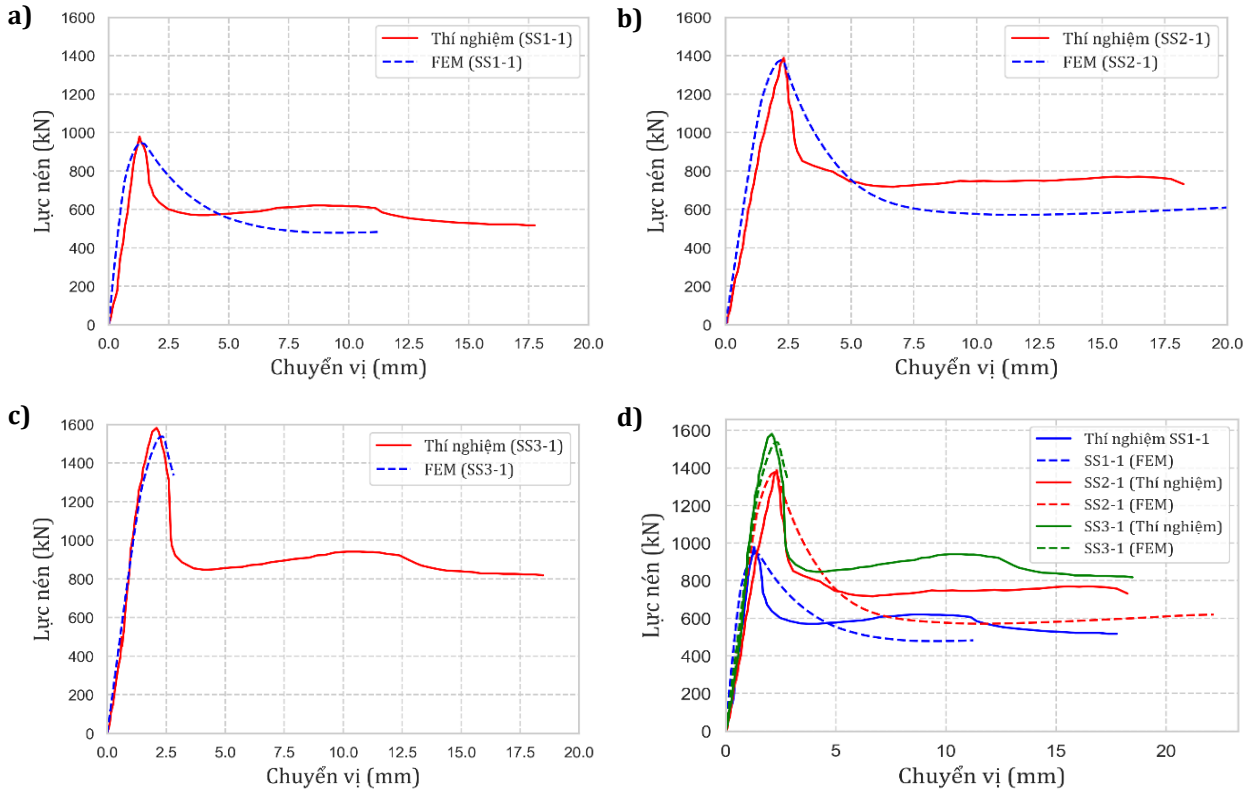 a)
1600
1400
1200
1000
800
600
400
200
0
Lực nén (kN)
Thí nghiệm (SS1-1)
FEM (SS1-1)
0.0 2.5 5.0 7.5 10.0 12.5 15.0 17.5 20.0
Chuyển vị (mm)
b)
1600
1400
1200
1000
800
600
400
200
0
Lực nén (kN)
Thí nghiệm (SS2-1)
FEM (SS2-1)
0.0 2.5 5.0 7.5 10.0 12.5 15.0 17.5 20.0
Chuyển vị (mm)
c)
1600
1400
1200
1000
800
600
400
200
0
Lực nén (kN)
Thí nghiệm (SS3-1)
FEM (SS3-1)
0.0 2.5 5.0 7.5 10.0 12.5 15.0 17.5 20.0
Chuyển vị (mm)
d)
1600
1400
1200
1000
800
600
400
200
0
Lực nén (kN)
Thí nghiệm SS1-1
SS1-1 (FEM)
SS2-1 (Thí nghiệm)
SS2-1 (FEM)
SS3-1 (Thí nghiệm)
SS3-1 (FEM)
0 5 10 15 20
Chuyển vị (mm)